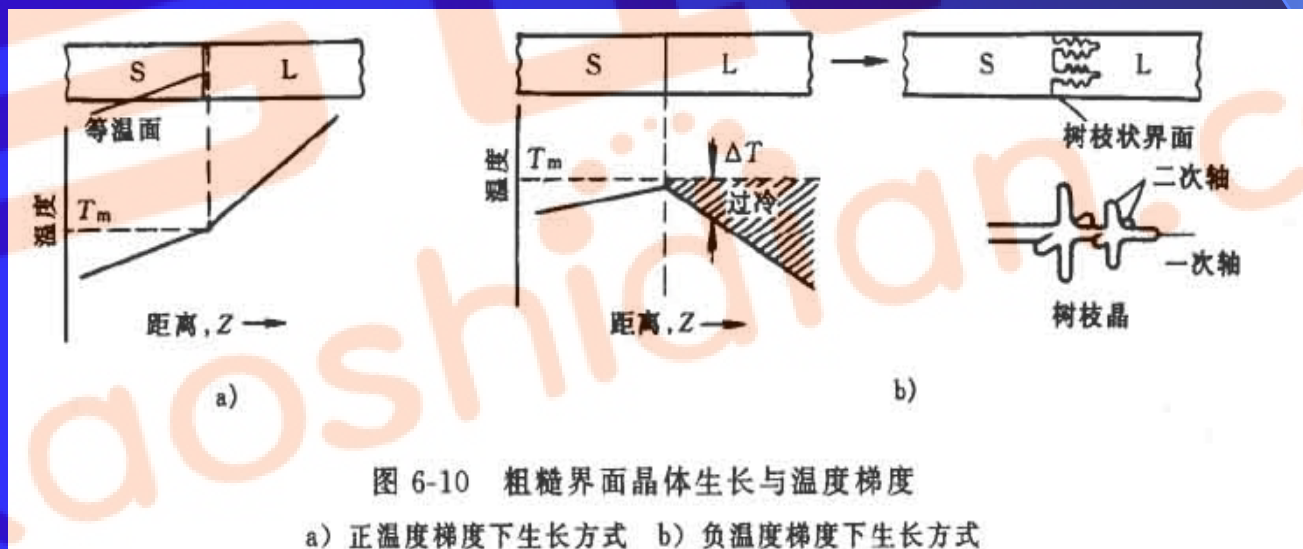 S L
等温面
温度
Tm
距离, Z
a)
S L
S L
树枝状界面
温度
Tm
ΔT
过冷
距离, Z
二次轴
一次轴
树枝晶
b)
图 6-10 粗糙界面晶体生长与温度梯度
a) 正温度梯度下生长方式 b) 负温度梯度下生长方式